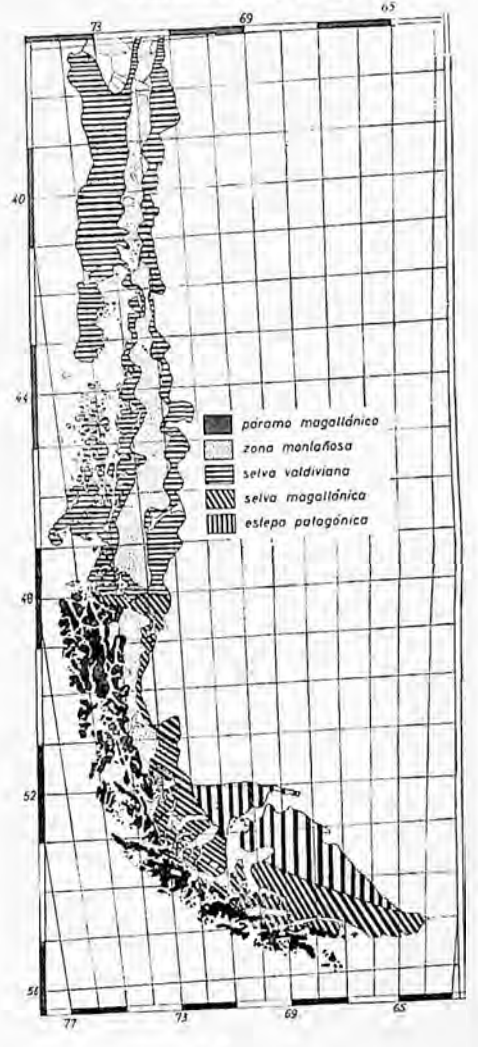 73 69 65
40
44
páramo magallánico
zona montañosa
selva valdiviana
selva magallánica
estepa patagónica
48
52
56
77 73 69 65